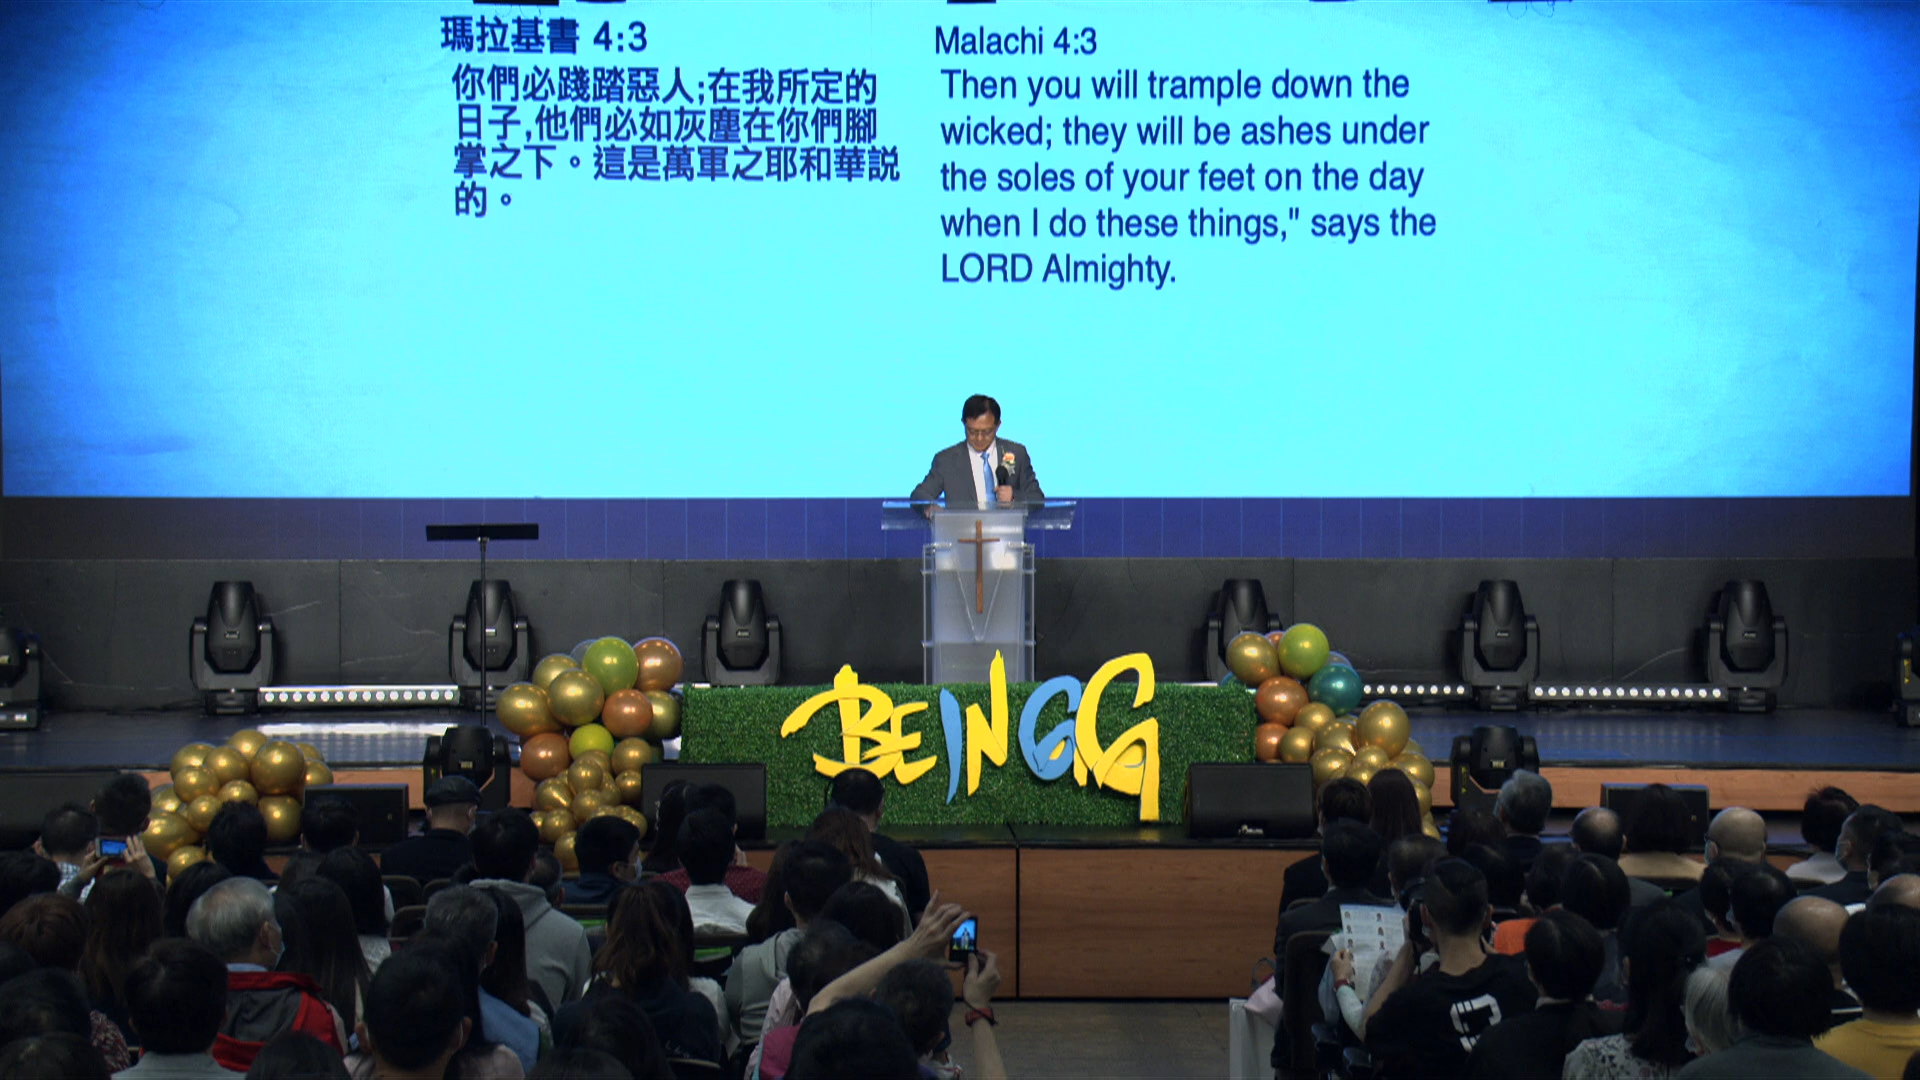 瑪拉基書 4:3
你們必踐踏惡人;在我所定的
日子,他們必如灰塵在你們腳
掌之下。這是萬軍之耶和華説
的。
Malachi 4:3
Then you will trample down the
wicked; they will be ashes under
the soles of your feet on the day
when I do these things," says the
LORD Almighty.
BEINGG